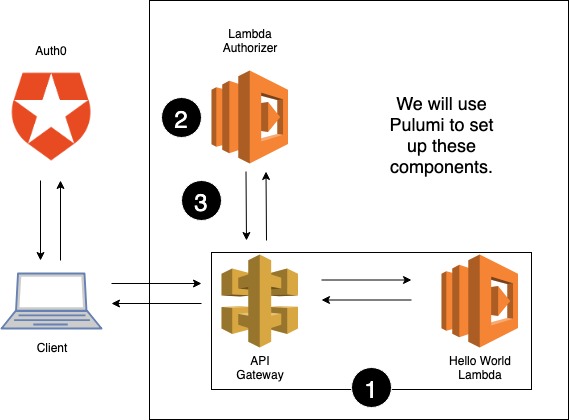 Auth0
Lambda
Authorizer
2
We will use
Pulumi to set
up these
components.
3
Client
API
Gateway
Hello World
Lambda
1